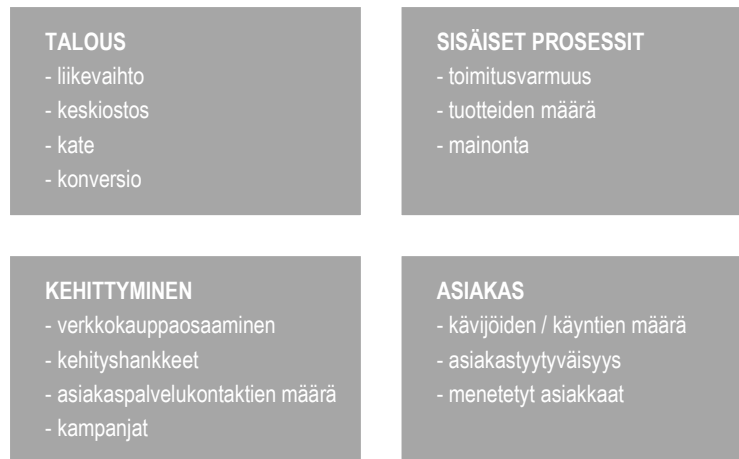 TALOUS
- liikevaihto
- keskiostos
- kate
- konversio
SISÄISET PROSESSIT
- toimitusvarmuus
- tuotteiden määrä
- mainonta
KEHITTYMINEN
- verkkokauppaosaaminen
- kehityshankkeet
- asiakaspalvelukontaktien määrä
- kampanjat
ASIAKAS
- kävijöiden / käyntien määrä
- asiakastyytyväisyys
- menetetyt asiakkaat